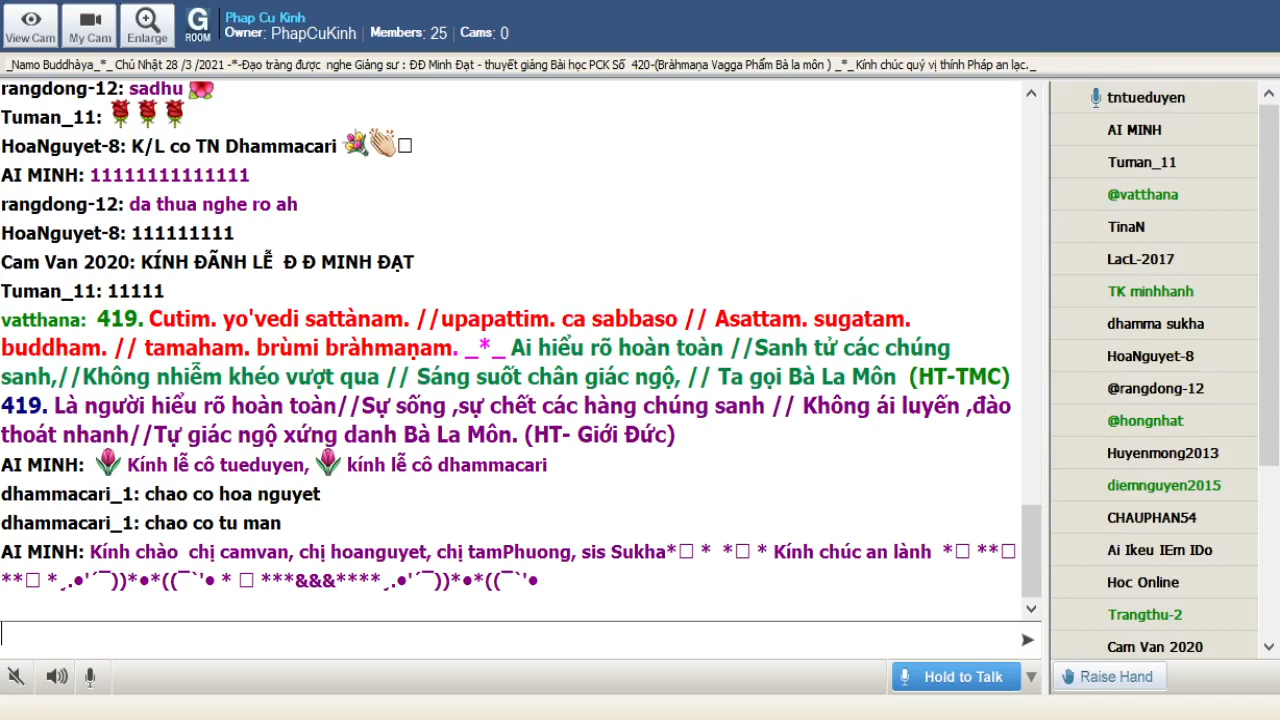 View Cam
My Cam
Enlarge
G
ROOM
Phap Cu Kinh
Owner: PhapCuKinh | Members: 25 | Cams: 0
_Namo Buddhàya_*_ Chủ Nhật 28 /3 /2021 -*-Đạo tràng được nghe Giảng sư : ĐĐ Minh Đạt - thuyết giảng Bài học PCK Số 420-(Bràhmaṇa Vagga Phẩm Bà la môn ) _*_ Kính chúc quý vị thính Pháp an lạc._
rangdong-12: sadhu
Tuman_11:
HoaNguyet-8: K/L co TN Dhammacari
AI MINH: 11111111111111
rangdong-12: da thua nghe ro ah
HoaNguyet-8: 111111111
Cam Van 2020: KÍNH ĐÃNH LỄ Đ Đ MINH ĐẠT
Tuman_11: 11111
vatthana: 419. Cutim. yo'vedi sattànam. //upapattim. ca sabbaso // Asattam. sugatam.
buddham. // tamaham. brùmi bràhmaṇam. _*_ Ai hiểu rõ hoàn toàn //Sanh tử các chúng
sanh,//Không nhiễm khéo vượt qua // Sáng suốt chân giác ngộ, // Ta gọi Bà La Môn (HT-TMC)
419. Là người hiểu rõ hoàn toàn//Sự sống ,sự chết các hàng chúng sanh // Không ái luyến ,đào
thoát nhanh//Tự giác ngộ xứng danh Bà La Môn. (HT- Giới Đức)
AI MINH: Kính lễ cô tueduyen, kính lễ cô dhammacari
dhammacari_1: chao co hoa nguyet
dhammacari_1: chao co tu man
AI MINH: Kính chào chị camvan, chị hoanguyet, chị tamPhuong, sis Sukha*□ * *□ * Kính chúc an lành *□ **□
**□ *¸.•'´¯))*•*((¯`'• * □ ***&&&****¸.•'´¯))*•*((¯`'•
Hold to Talk
tntueduyen
AI MINH
Tuman_11
@vatthana
TinaN
LacL-2017
TK minhhanh
dhamma sukha
HoaNguyet-8
@rangdong-12
@hongnhat
Huyenmong2013
diemnguyen2015
CHAUPHAN54
Ai Ikeu IEm IDo
Hoc Online
Trangthu-2
Cam Van 2020
Raise Hand